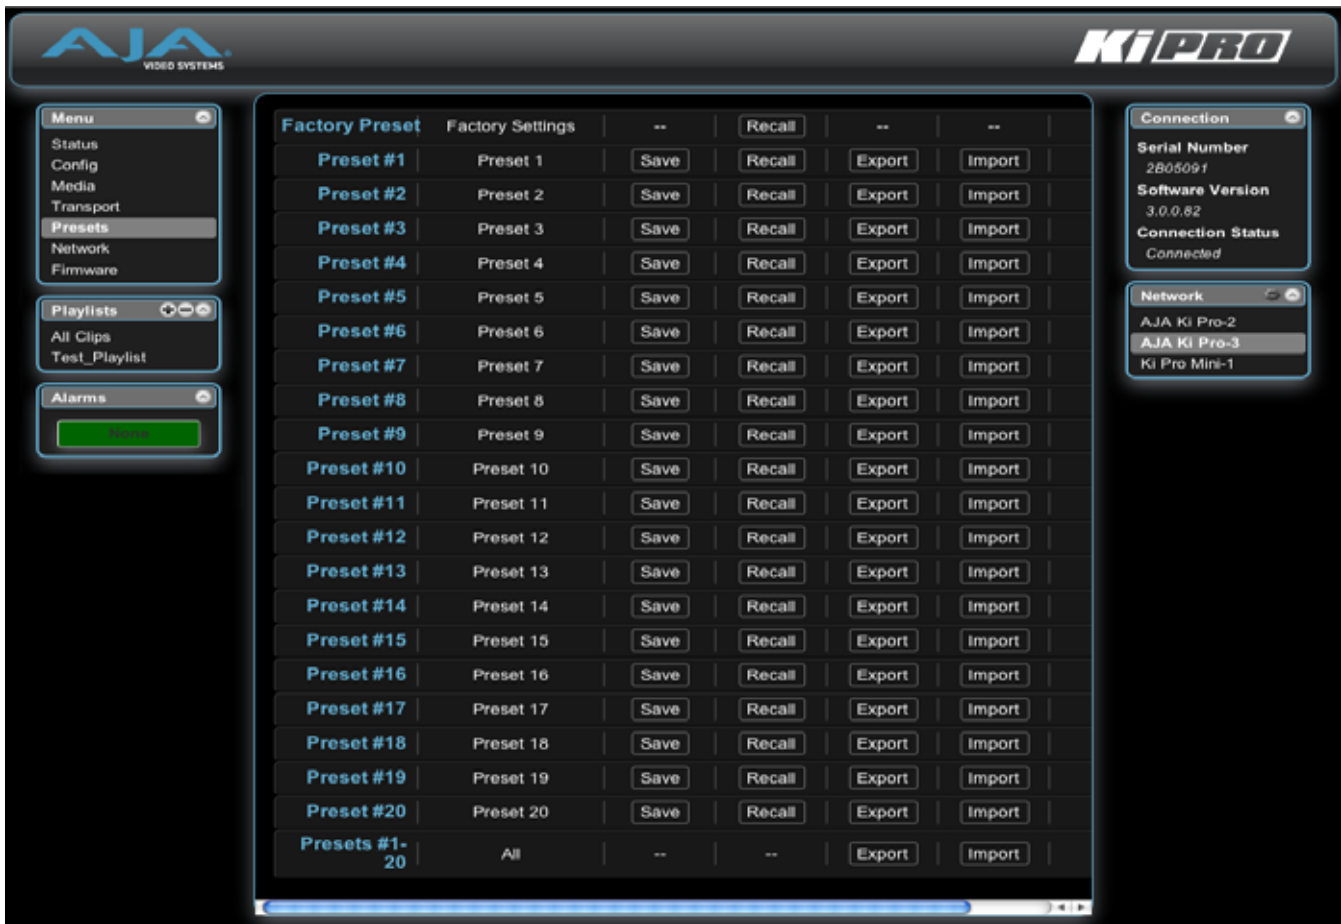 AJA
VIDEO SYSTEMS
Ki PRO
Menu
Status
Config
Media
Transport
Presets
Network
Firmware
Playlists
All Clips
Test_Playlist
Alarms
None
Factory Preset Factory Settings -- Recall -- --
Preset #1 Preset 1 Save Recall Export Import
Preset #2 Preset 2 Save Recall Export Import
Preset #3 Preset 3 Save Recall Export Import
Preset #4 Preset 4 Save Recall Export Import
Preset #5 Preset 5 Save Recall Export Import
Preset #6 Preset 6 Save Recall Export Import
Preset #7 Preset 7 Save Recall Export Import
Preset #8 Preset 8 Save Recall Export Import
Preset #9 Preset 9 Save Recall Export Import
Preset #10 Preset 10 Save Recall Export Import
Preset #11 Preset 11 Save Recall Export Import
Preset #12 Preset 12 Save Recall Export Import
Preset #13 Preset 13 Save Recall Export Import
Preset #14 Preset 14 Save Recall Export Import
Preset #15 Preset 15 Save Recall Export Import
Preset #16 Preset 16 Save Recall Export Import
Preset #17 Preset 17 Save Recall Export Import
Preset #18 Preset 18 Save Recall Export Import
Preset #19 Preset 19 Save Recall Export Import
Preset #20 Preset 20 Save Recall Export Import
Presets #1-
20 All -- -- Export Import
Connection
Serial Number
2B05091
Software Version
3.0.0.82
Connection Status
Connected
Network
AJA Ki Pro-2
AJA Ki Pro-3
Ki Pro Mini-1